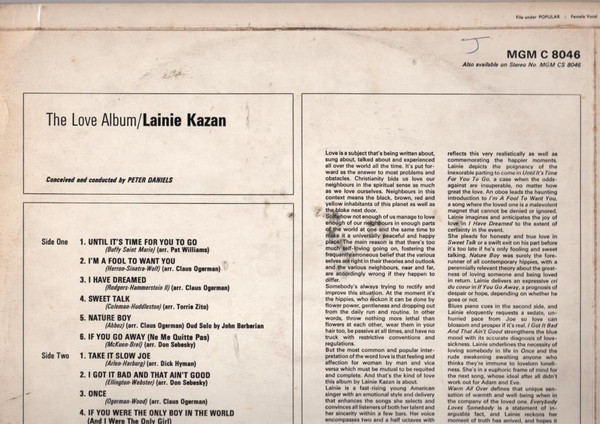 File under POPULAR : Female Vocal
J
MGM C 8046
Also available on Stereo No. MGM CS 8046
The Love Album/Lainie Kazan
Conceived and conducted by PETER DANIELS
Side One
1. UNTIL IT'S TIME FOR YOU TO GO
(Buffy Saint Marie) (arr. Pat Williams)
2. I'M A FOOL TO WANT YOU
(Herron-Sinatra-Wolf) (arr. Claus Ogerman)
3. I HAVE DREAMED
(Rodgers-Hammerstein II) (arr. Claus Ogerman)
4. SWEET TALK
(Coleman-Huddleston) (arr. Torrie Zito)
5. NATURE BOY
(Ahbez) (arr. Claus Ogerman) Oud Solo by John Berberian
6. IF YOU GO AWAY (Ne Me Quitte Pas)
(McKuen-Brel) (arr. Don Sebesky)
Side Two
1. TAKE IT SLOW JOE
(Arlen-Harburg) (arr. Dick Hyman)
2. I GOT IT BAD AND THAT AIN'T GOOD
(Ellington-Webster) (arr. Don Sebesky)
3. ONCE
(Ogerman-Wood) (arr. Claus Ogerman)
4. IF YOU WERE THE ONLY BOY IN THE WORLD
(And I Were The Only Girl)
Love is a subject that's being written about,
sung about, talked about and experienced
all over the world all the time. It's put for-
ward as the answer to most problems and
obstacles. Christianity bids us love our
neighbours in the spiritual sense as much
as we love ourselves. Neighbours in this
context means the black, brown, red and
yellow inhabitants of this planet as well as
the bloke next door.
Somehow not enough of us manage to love
enough of our neighbours in enough parts
of the world at one and the same time to
make it a universally peaceful and happy
place. The main reason is that there's too
much self-loving going on, fostering the
frequently erroneous belief that the various
selves are right in their theories and outlook
and the various neighbours, near and far,
are accordingly wrong if they happen to
differ.
Somebody's always trying to rectify and
improve this situation. At the moment it's
the hippies, who reckon it can be done by
flower power, gentleness and dropping out
from the daily run and routine. In other
words, throw nothing more lethal than
flowers at each other, wear them in your
hair too, be passive at all times, and have no
truck with restrictive conventions and
regulations.
But the most common and popular inter-
pretation of the word love is that feeling and
affection for woman by man and vice
versa which must be mutual to be requited
and complete. And that's the kind of love
this album by Lainie Kazan is about.
Lainie is a fast-rising young American
singer with an emotional style and delivery
that enhances the songs she selects and
convinces all listeners of both her talent and
her sincerity within a few bars. Her voice
encompasses two and a half octaves with
reflects this very realistically as well as
commemorating the happier moments.
Lainie depicts the poignancy of the
inexorable parting to come in Until It's Time
For You To Go, a case when the odds
against are insuperable, no matter how
great the love. An oboe leads the haunting
introduction to I'm A Fool To Want You,
a song where the loved one is a malevolent
magnet that cannot be denied or ignored.
Lainie imagines and anticipates the joy of
love in I Have Dreamed to the extent of
certainty in the event.
She pleads for honesty and true love in
Sweet Talk or a swift exit on his part before
it's too late if he's only fooling and sweet
talking. Nature Boy was surely the fore-
runner of all contemporary hippies, with a
perennially relevant theory about the great-
ness of loving someone and being loved
in return. Lainie delivers an expressive cri
du coeur in If You Go Away, a prognosis of
despair or hope, depending on whether he
goes or not.
Blues piano cues in the second side, and
Lainie eloquently requests a sedate, un-
hurried pace from Joe so love can
blossom and prosper if it's real. I Got It Bad
And That Ain't Good strengthens the blue
mood with its accurate diagnosis of love-
sickness. Lainie underlines the necessity of
loving somebody in life in Once and the
rude awakening awaiting anyone who
thinks they're immune to lovelorn loneli-
ness. She's in a euphoric frame of mind for
the next song, whose ideal after all didn't
work out for Adam and Eve.
Warm All Over defines that unique sen-
sation of warmth and well-being when in
the company of the loved one. Everybody
Loves Somebody is a statement of in-
arguable fact, and Lainie reckons her
moment of truth has arrived, and hopes it